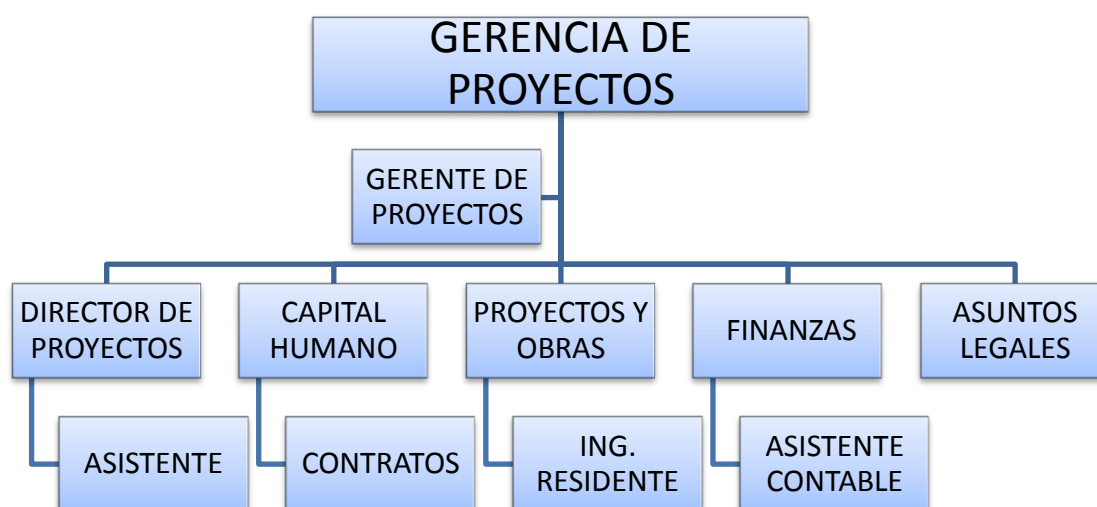 GERENCIA DE
PROYECTOS
GERENTE DE
PROYECTOS
DIRECTOR DE
PROYECTOS
CAPITAL
HUMANO
PROYECTOS Y
OBRAS
FINANZAS
ASUNTOS
LEGALES
ASISTENTE
CONTRATOS
ING.
RESIDENTE
ASISTENTE
CONTABLE